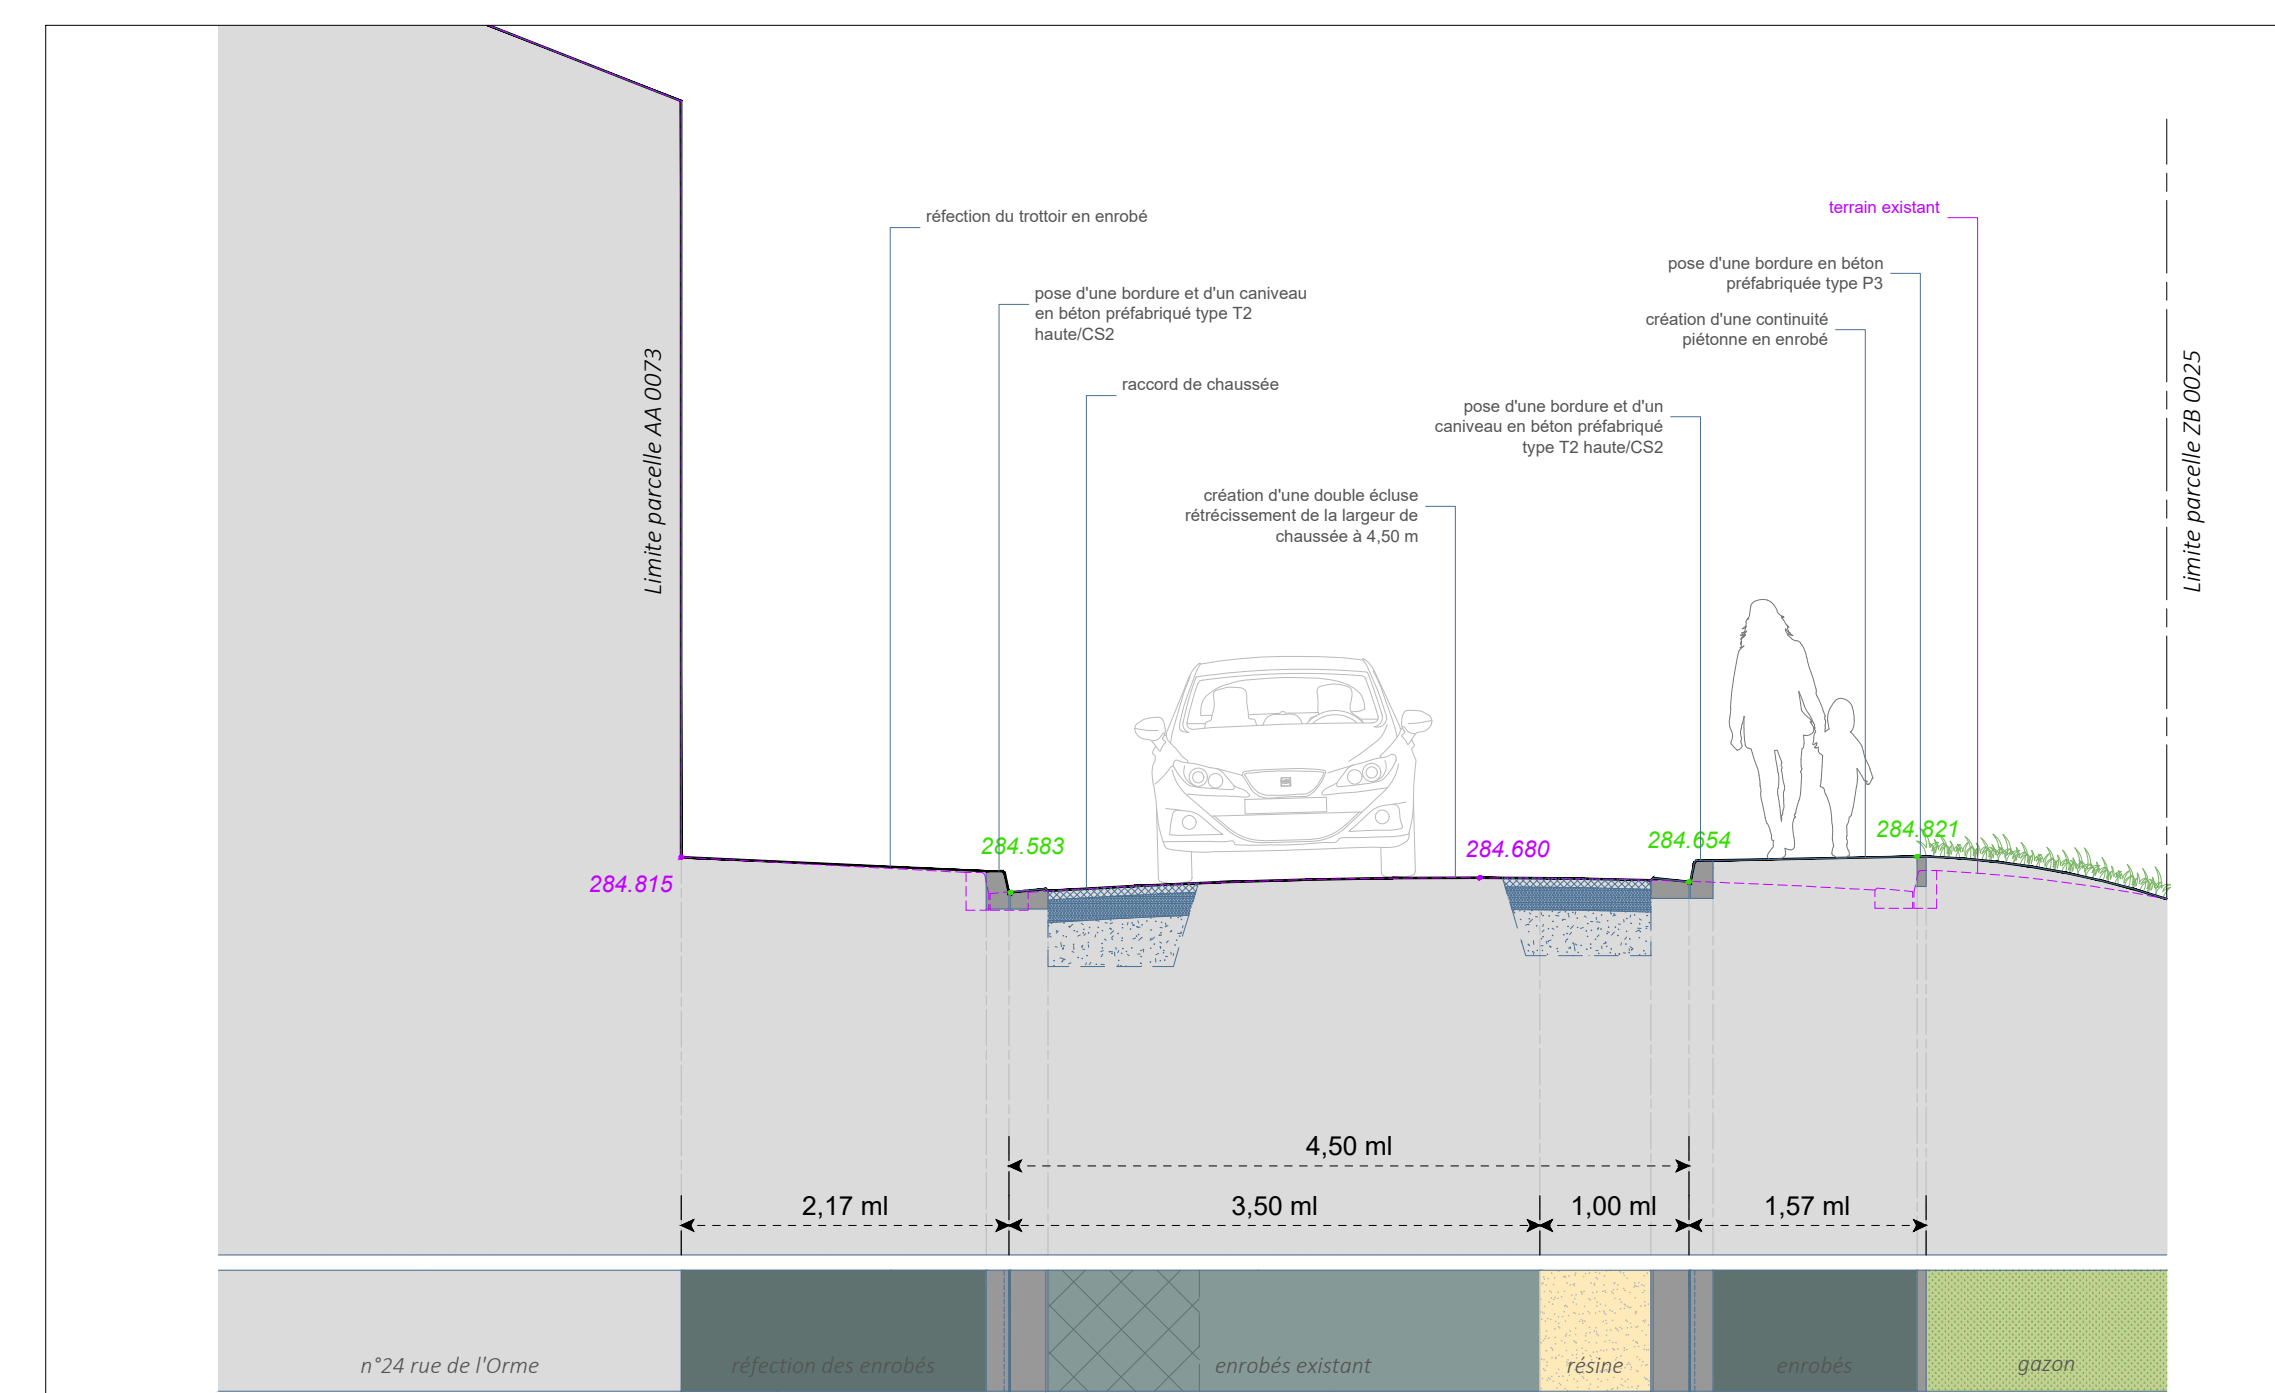 réfection du trottoir en enrobé
terrain existant
pose d'une bordure en béton
préfabriquée type P3
pose d'une bordure et d'un caniveau
en béton préfabriqué type T2
haute/CS2
création d'une continuité
piétonne en enrobé
Limite parcelle AA 0073
Limite parcelle ZB 0025
raccord de chaussée
pose d'une bordure et d'un
caniveau en béton préfabriqué
type T2 haute/CS2
création d'une double écluse
rétrécissement de la largeur de
chaussée à 4,50 m
284.815
284.583
284.680
284.654
284.821
4,50 ml
2,17 ml
3,50 ml
1,00 ml
1,57 ml
n°24 rue de l'Orme
réfection des enrobés
enrobés existant
résine
enrobés
gazon